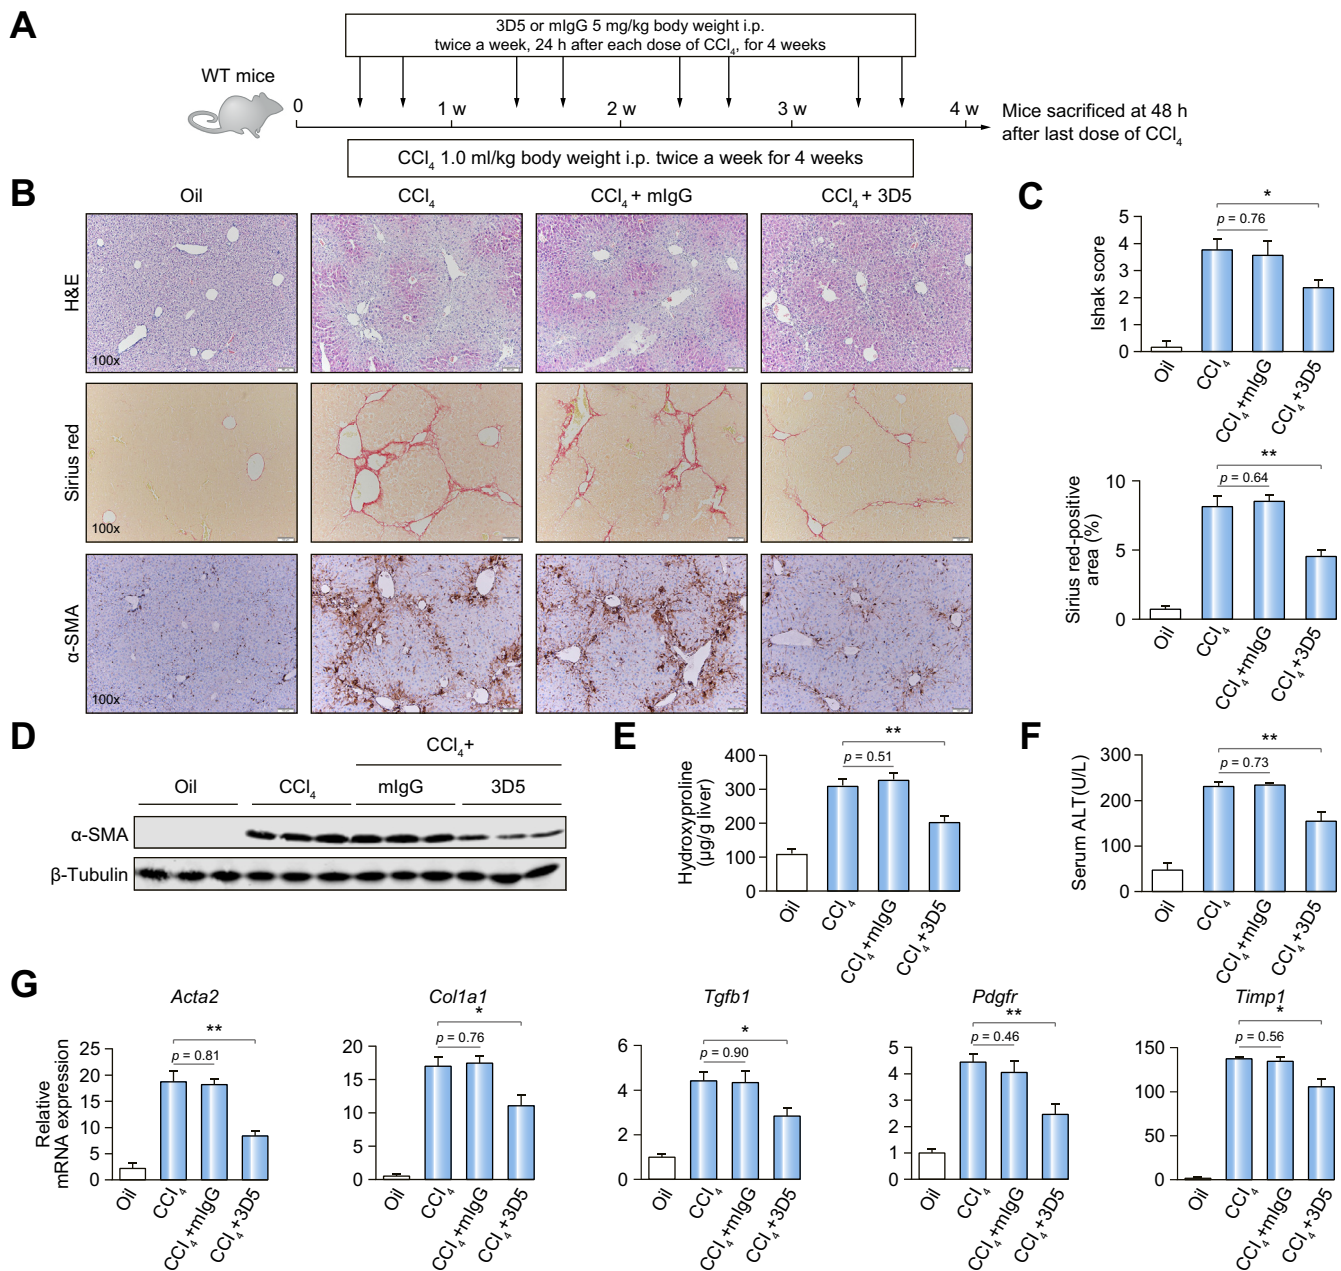 A
3D5 or mIgG 5 mg/kg body weight i.p.
twice a week, 24 h after each dose of CCl₄, for 4 weeks
WT mice
0
1 w
2 w
3 w
4 w
Mice sacrificed at 48 h
after last dose of CCl₄
CCl₄ 1.0 ml/kg body weight i.p. twice a week for 4 weeks
B
Oil
CCl₄
CCl₄ + mIgG
CCl₄ + 3D5
H&E
100x
Sirius red
100x
α-SMA
100x
C
*
p = 0.76
Ishak score
5
4
3
2
1
0
Oil
CCl₄
CCl₄+mIgG
CCl₄+3D5
**
p = 0.64
Sirius red-positive
area (%)
10
5
0
Oil
CCl₄
CCl₄+mIgG
CCl₄+3D5
D
CCl₄+
Oil
CCl₄
mIgG
3D5
α-SMA
β-Tubulin
E
**
p = 0.51
Hydroxyproline
(µg/g liver)
400
300
200
100
0
Oil
CCl₄
CCl₄+mIgG
CCl₄+3D5
F
**
p = 0.73
Serum ALT(U/L)
300
200
100
0
Oil
CCl₄
CCl₄+mIgG
CCl₄+3D5
G
Relative
mRNA expression
Acta2
**
p = 0.81
25
20
15
10
5
0
Oil
CCl₄
CCl₄+mIgG
CCl₄+3D5
Col1a1
*
p = 0.76
20
15
10
5
0
Oil
CCl₄
CCl₄+mIgG
CCl₄+3D5
Tgfb1
*
p = 0.90
6
4
2
0
Oil
CCl₄
CCl₄+mIgG
CCl₄+3D5
Pdgfr
**
p = 0.46
5
4
3
2
1
0
Oil
CCl₄
CCl₄+mIgG
CCl₄+3D5
Timp1
*
p = 0.56
150
100
50
0
Oil
CCl₄
CCl₄+mIgG
CCl₄+3D5